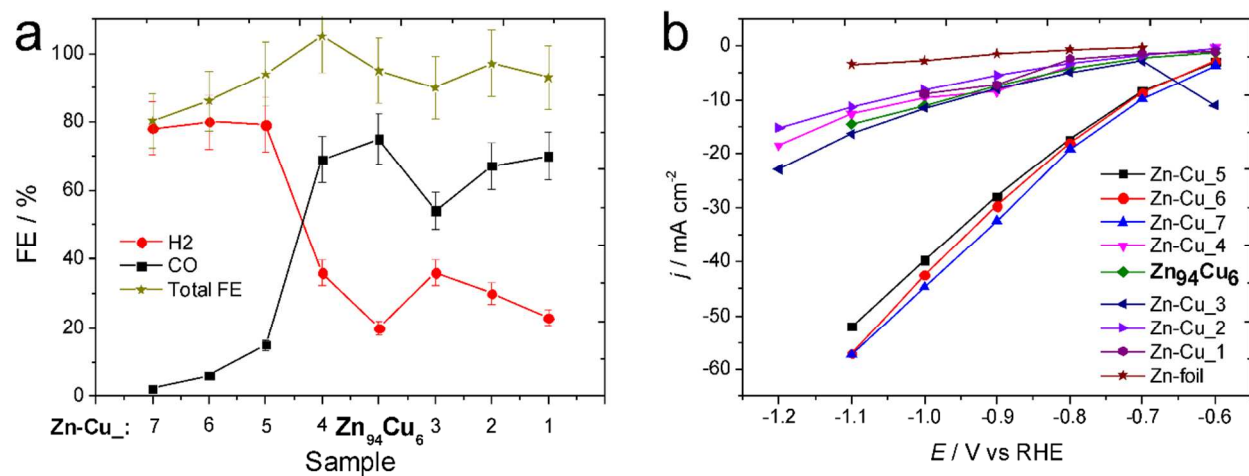 a
100
80
60
40
20
0
FE / %
H2
CO
Total FE
Zn-Cu_: 7 6 5 4 Zn94Cu6 3 2 1
Sample
b
0
-10
-20
-30
-40
-50
-60
j / mA cm-2
Zn-Cu_5
Zn-Cu_6
Zn-Cu_7
Zn-Cu_4
Zn94Cu6
Zn-Cu_3
Zn-Cu_2
Zn-Cu_1
Zn-foil
-1.2 -1.1 -1.0 -0.9 -0.8 -0.7 -0.6
E / V vs RHE